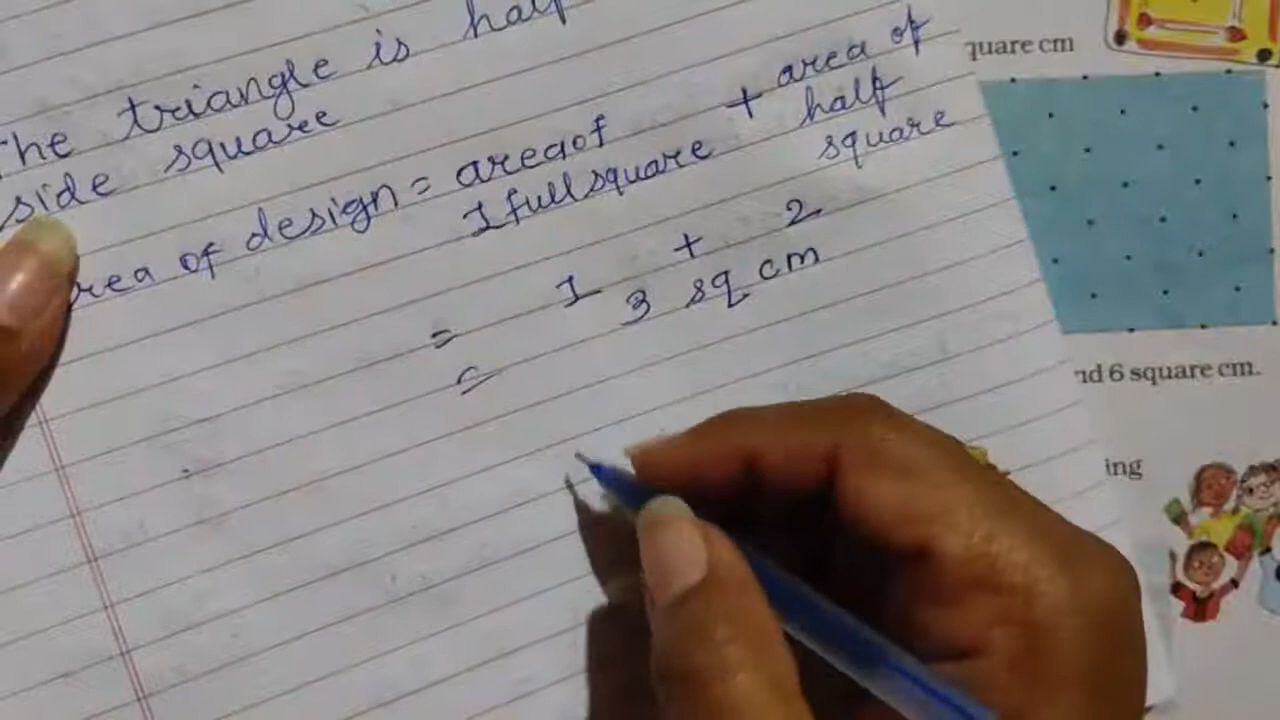 The triangle is half
side square
area of design = area of + area of
1 full square half
square
= 1 + 2
= 3 sq cm
quare cm
nd 6 square cm.
ing